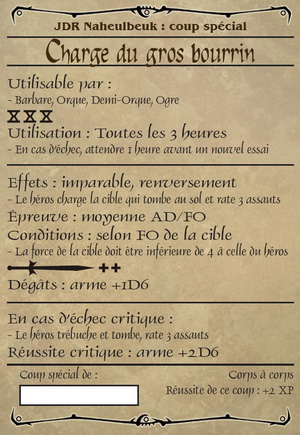 JDR Naheulbeuk : coup spécial
Charge du gros bourrin
Utilisable par :
- Barbare, Orque, Demi-Orque, Ogre
Utilisation : Toutes les 3 heures
- En cas d'échec, attendre 1 heure avant un nouvel essai
Effets : imparable, renversement
- Le héros charge la cible qui tombe au sol et rate 3 assauts
Épreuve : moyenne AD/FO
Conditions : selon FO de la cible
- La force de la cible doit être inférieure de 4 à celle du héros
++
Dégâts : arme +1D6
En cas d'échec critique :
- Le héros trébuche et tombe, rate 3 assauts
Réussite critique : arme +2D6
Coup spécial de :
Corps à corps
Réussite de ce coup : +2 XP